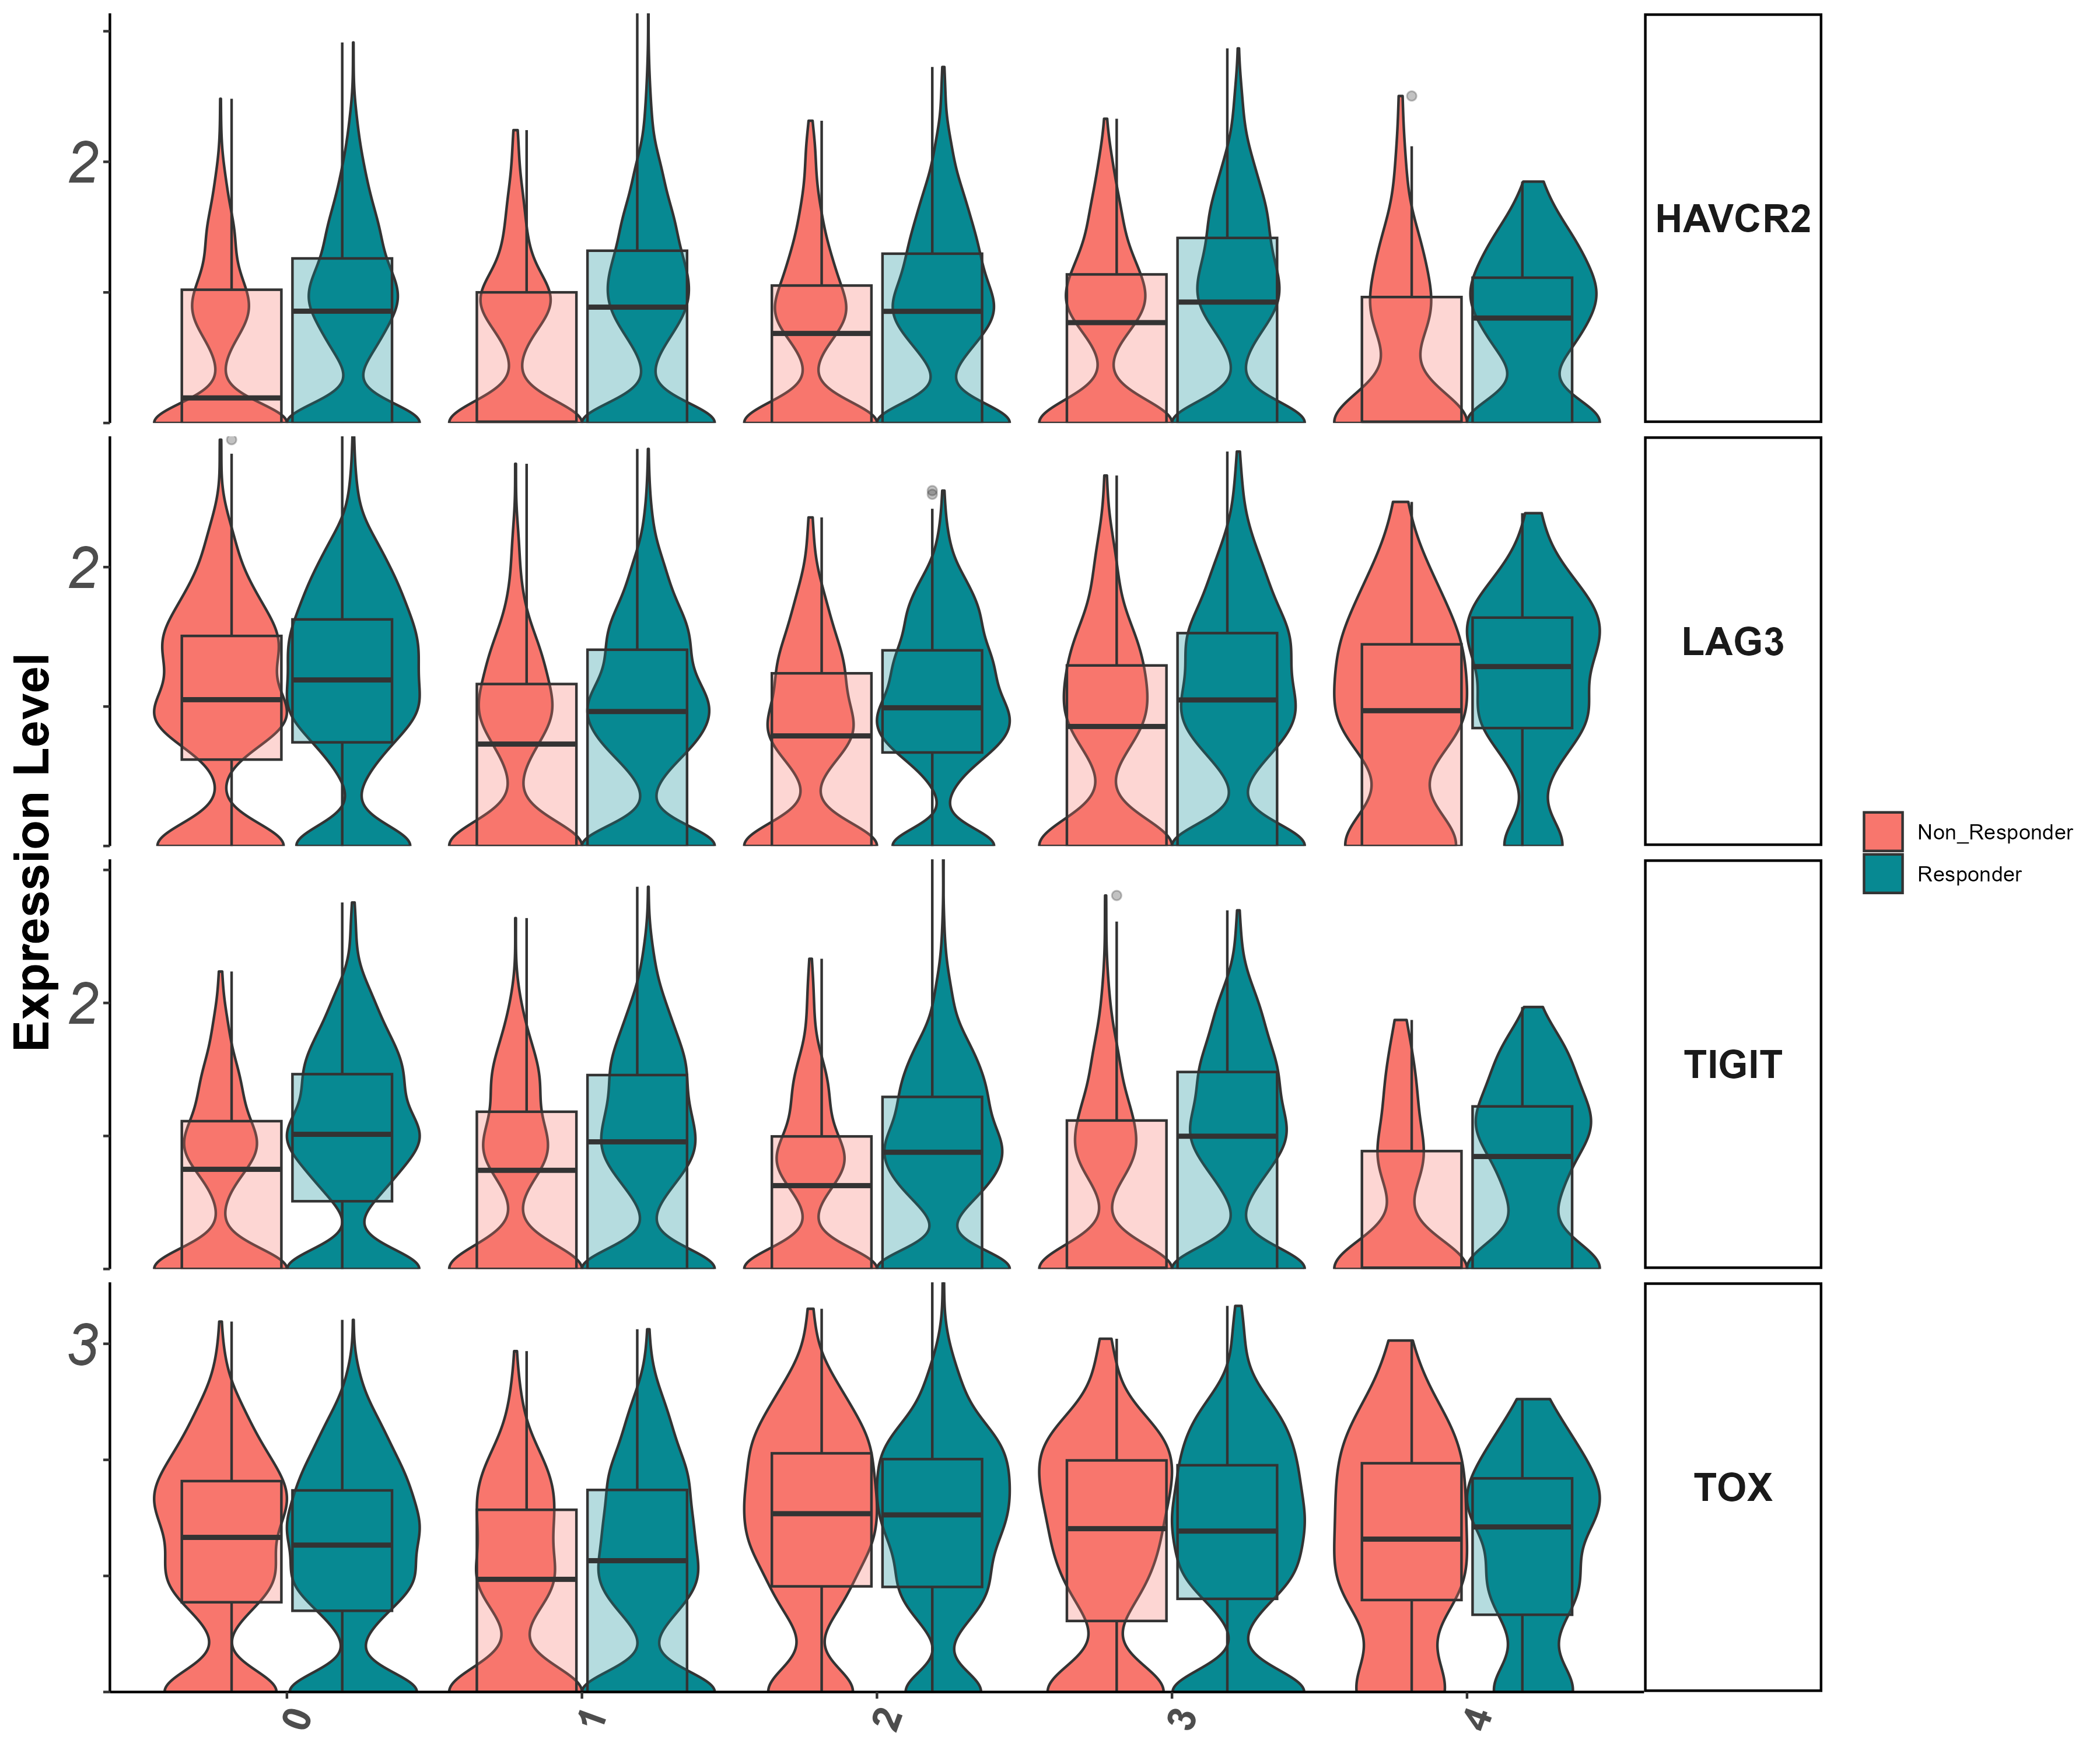 Expression Level
2
HAVCR2
2
LAG3
2
TIGIT
3
TOX
0
1
2
3
4
Non_Responder
Responder